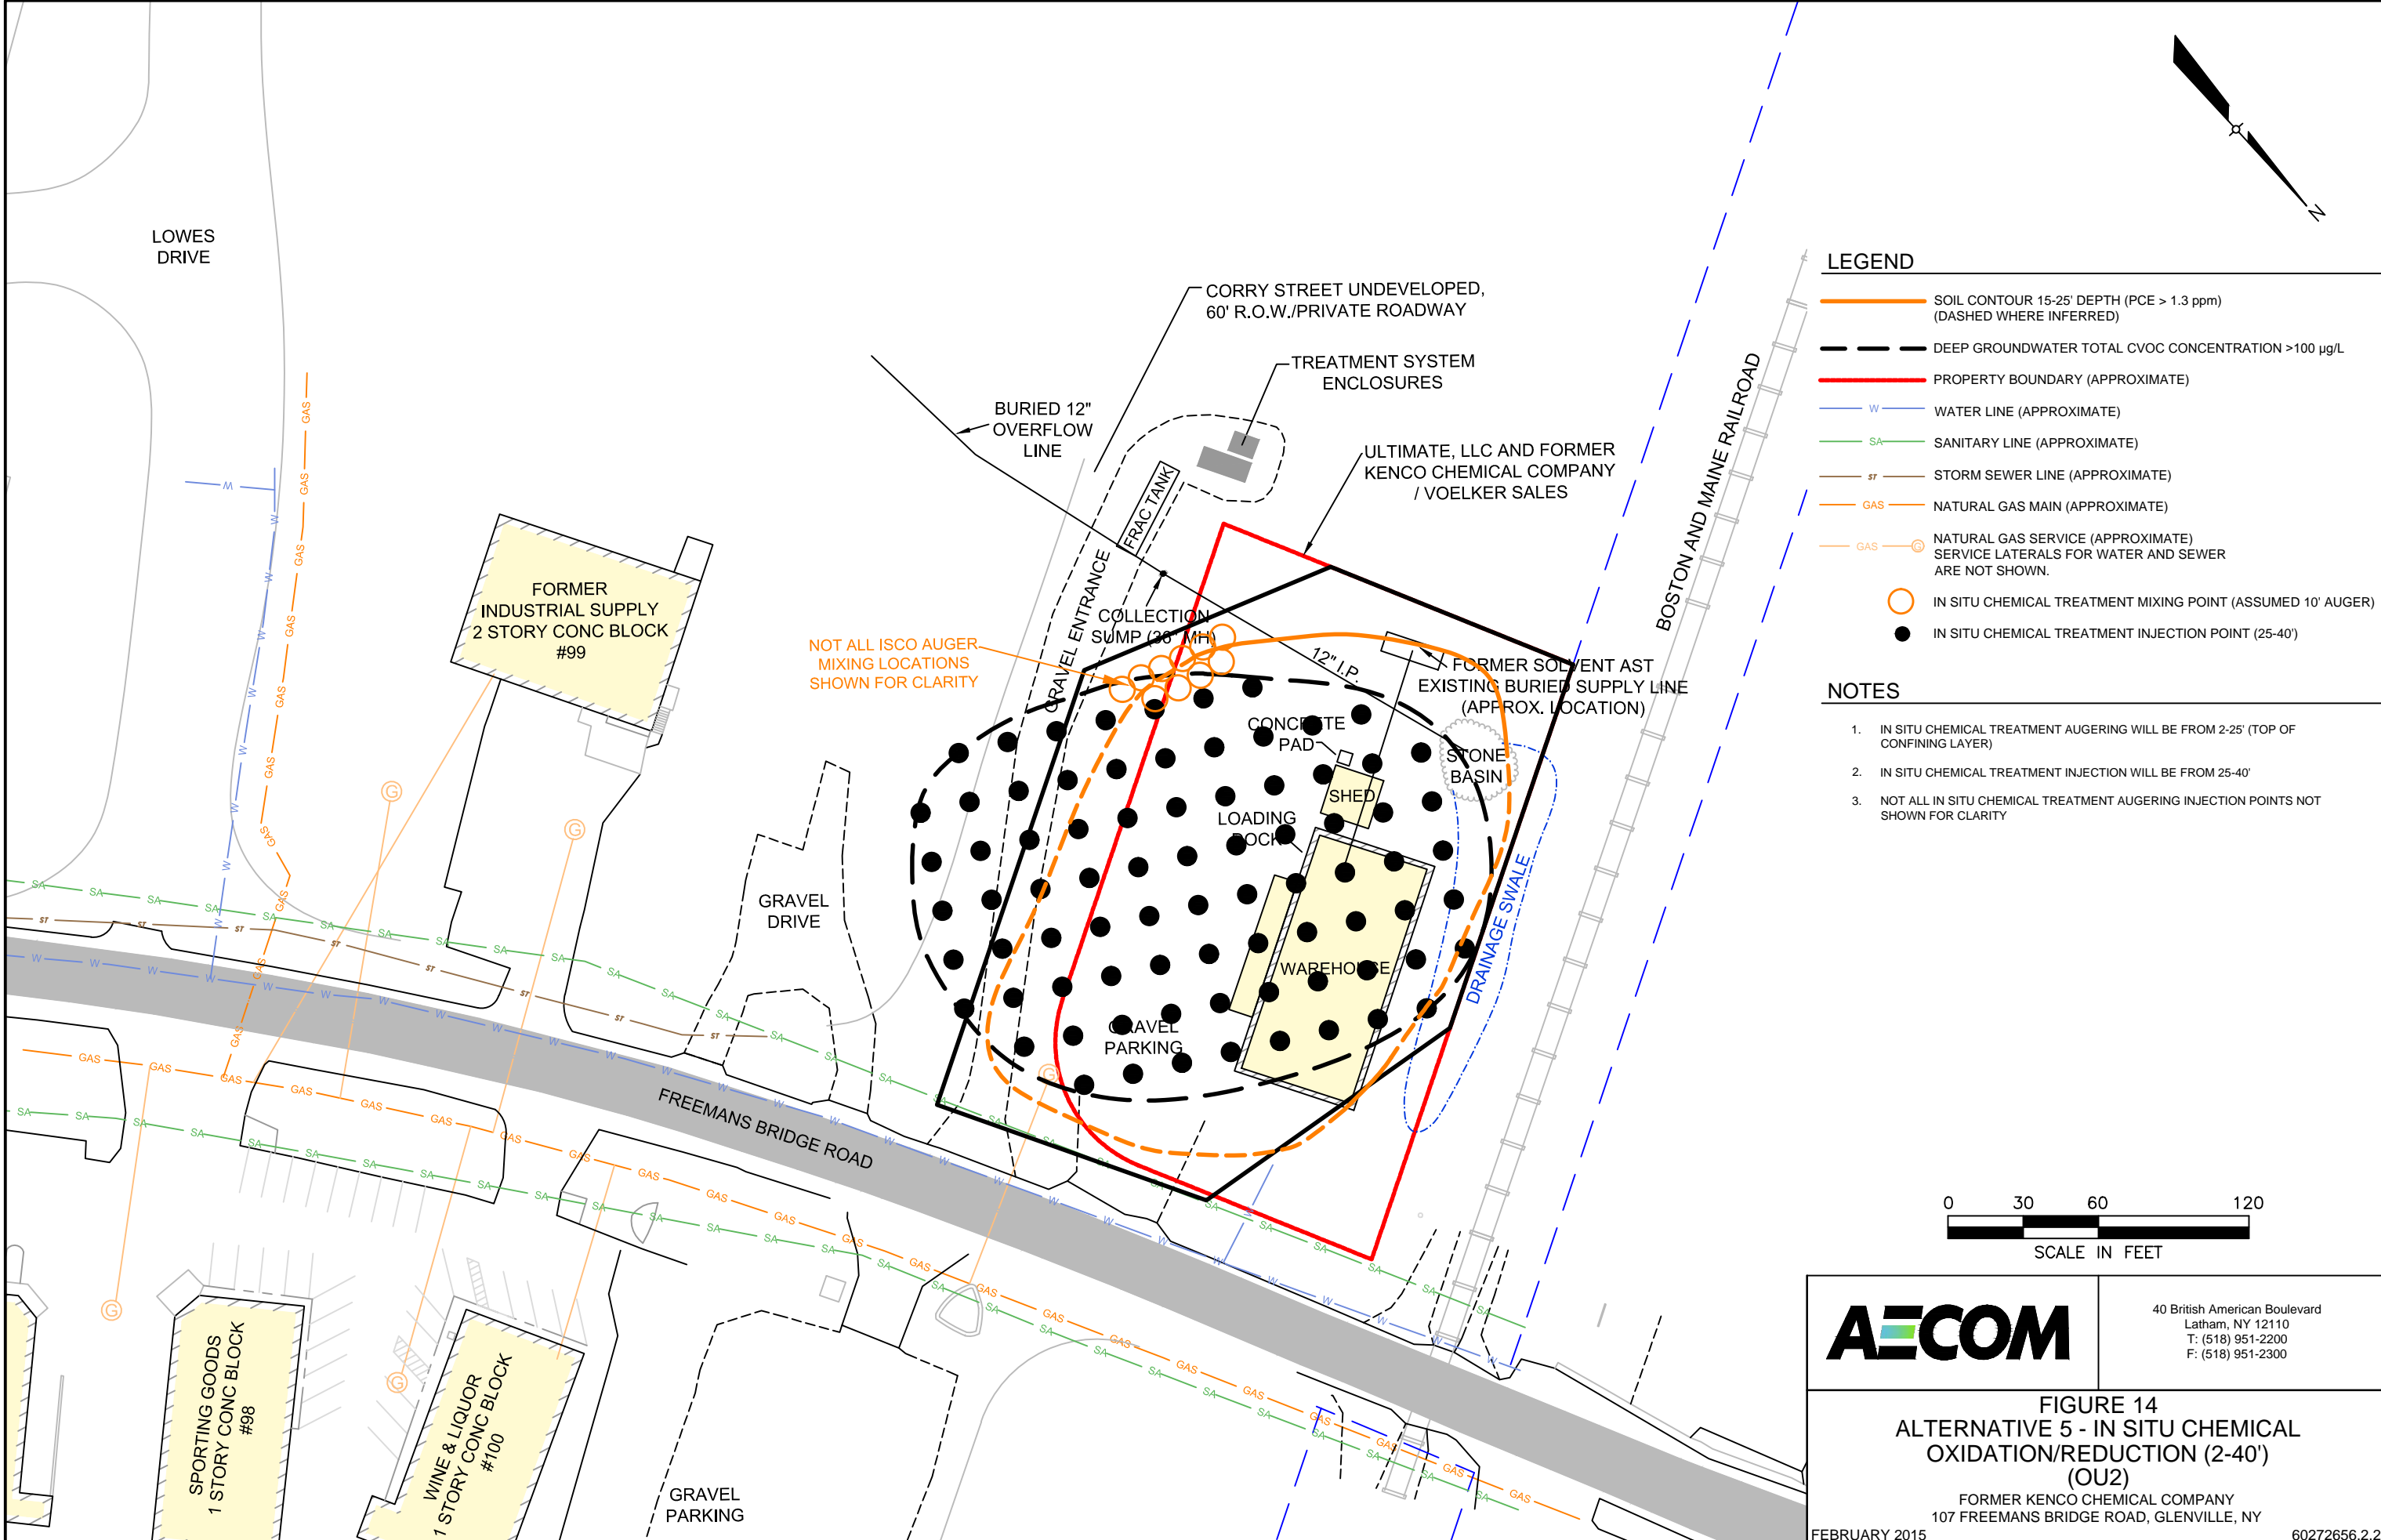 LOWES
DRIVE
CORRY STREET UNDEVELOPED,
60' R.O.W./PRIVATE ROADWAY
TREATMENT SYSTEM
ENCLOSURES
BURIED 12"
OVERFLOW
LINE
FRAC TANK
ULTIMATE, LLC AND FORMER
KENCO CHEMICAL COMPANY
/ VOELKER SALES
BOSTON AND MAINE RAILROAD
FORMER
INDUSTRIAL SUPPLY
2 STORY CONC BLOCK
#99
NOT ALL ISCO AUGER
MIXING LOCATIONS
SHOWN FOR CLARITY
GRAVEL ENTRANCE
COLLECTION
SUMP (36" MH)
12" I.P.
FORMER SOLVENT AST
EXISTING BURIED SUPPLY LINE
(APPROX. LOCATION)
CONCRETE
PAD
STONE
BASIN
SHED
LOADING
DOCK
WAREHOUSE
DRAINAGE SWALE
GRAVEL
DRIVE
GRAVEL
PARKING
FREEMANS BRIDGE ROAD
SPORTING GOODS
1 STORY CONC BLOCK
#98
WINE & LIQUOR
1 STORY CONC BLOCK
#100
GRAVEL
PARKING
N
LEGEND
SOIL CONTOUR 15-25' DEPTH (PCE > 1.3 ppm)
(DASHED WHERE INFERRED)
DEEP GROUNDWATER TOTAL CVOC CONCENTRATION >100 µg/L
PROPERTY BOUNDARY (APPROXIMATE)
W WATER LINE (APPROXIMATE)
SA SANITARY LINE (APPROXIMATE)
ST STORM SEWER LINE (APPROXIMATE)
GAS NATURAL GAS MAIN (APPROXIMATE)
GAS G NATURAL GAS SERVICE (APPROXIMATE)
SERVICE LATERALS FOR WATER AND SEWER
ARE NOT SHOWN.
IN SITU CHEMICAL TREATMENT MIXING POINT (ASSUMED 10' AUGER)
IN SITU CHEMICAL TREATMENT INJECTION POINT (25-40')
NOTES
1. IN SITU CHEMICAL TREATMENT AUGERING WILL BE FROM 2-25' (TOP OF
CONFINING LAYER)
2. IN SITU CHEMICAL TREATMENT INJECTION WILL BE FROM 25-40'
3. NOT ALL IN SITU CHEMICAL TREATMENT AUGERING INJECTION POINTS NOT
SHOWN FOR CLARITY
0 30 60 120
SCALE IN FEET
AECOM
40 British American Boulevard
Latham, NY 12110
T: (518) 951-2200
F: (518) 951-2300
FIGURE 14
ALTERNATIVE 5 - IN SITU CHEMICAL
OXIDATION/REDUCTION (2-40')
(OU2)
FORMER KENCO CHEMICAL COMPANY
107 FREEMANS BRIDGE ROAD, GLENVILLE, NY
FEBRUARY 2015 60272656.2.2